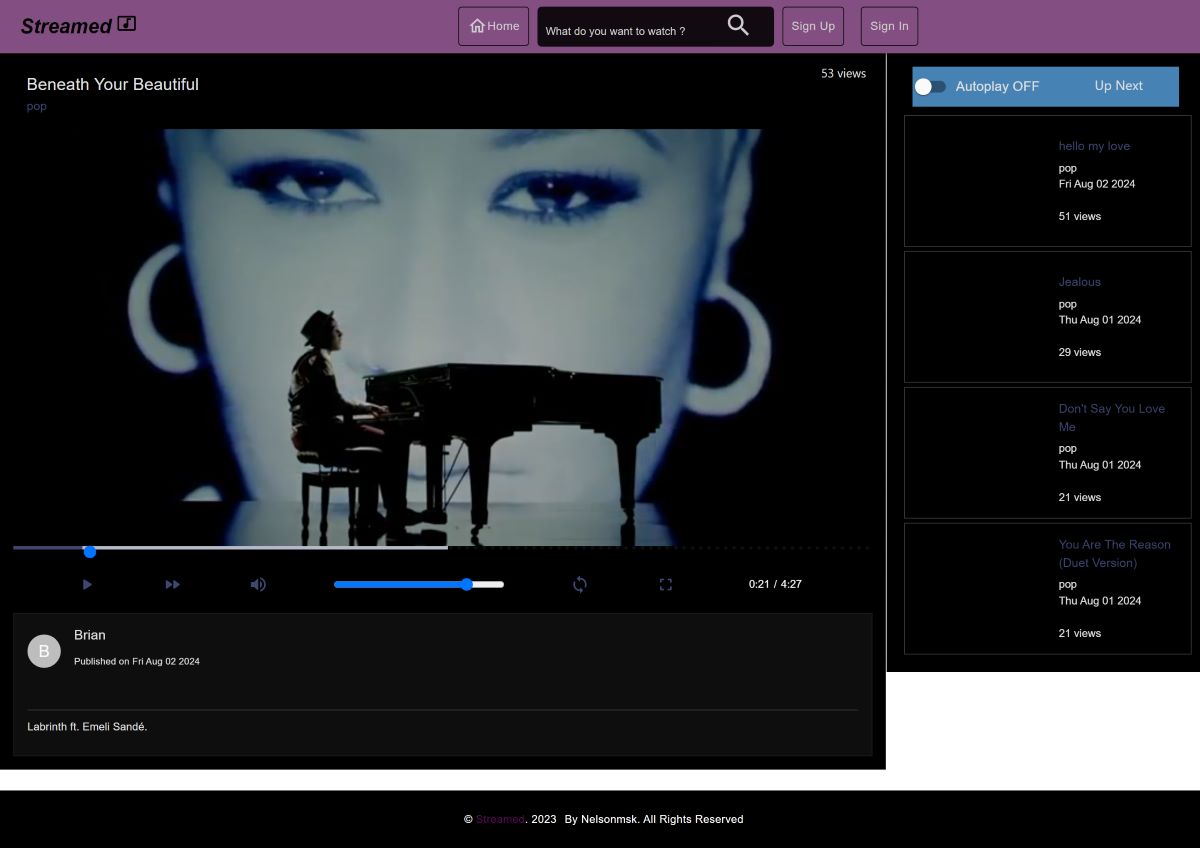 Streamed
Home
What do you want to watch ?
Sign Up
Sign In
Beneath Your Beautiful
53 views
pop
Autoplay OFF
Up Next
hello my love
pop
Fri Aug 02 2024
51 views
Jealous
pop
Thu Aug 01 2024
29 views
Don't Say You Love
Me
pop
Thu Aug 01 2024
21 views
You Are The Reason
(Duet Version)
pop
Thu Aug 01 2024
21 views
0:21 / 4:27
B
Brian
Published on Fri Aug 02 2024
Labrinth ft. Emeli Sandé.
© Streamed. 2023 By Nelsonmsk. All Rights Reserved